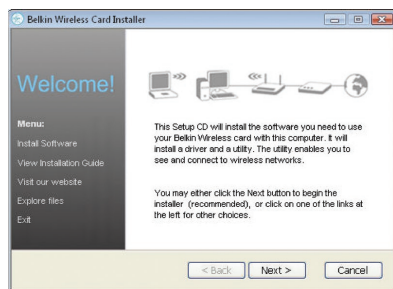 Belkin Wireless Card Installer
Welcome!
Menu:
Install Software
View Installation Guide
Visit our website
Explore files
Exit
This Setup CD will install the software you need to use
your Belkin Wireless card with this computer. It will
install a driver and a utility. The utility enables you to
see and connect to wireless networks.
You may either click the Next button to begin the
installer (recommended), or click on one of the links at
the left for other choices.
< Back
Next >
Cancel